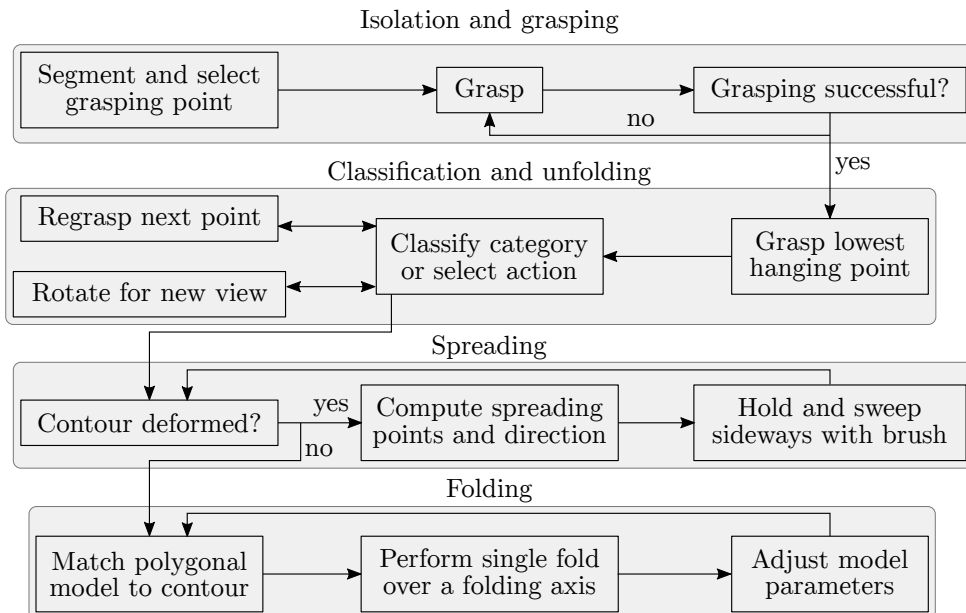 Isolation and grasping
Segment and select
grasping point
Grasp
Grasping successful?
no
yes
Classification and unfolding
Regrasp next point
Classify category
or select action
Grasp lowest
hanging point
Rotate for new view
Spreading
Contour deformed?
yes
no
Compute spreading
points and direction
Hold and sweep
sideways with brush
Folding
Match polygonal
model to contour
Perform single fold
over a folding axis
Adjust model
parameters